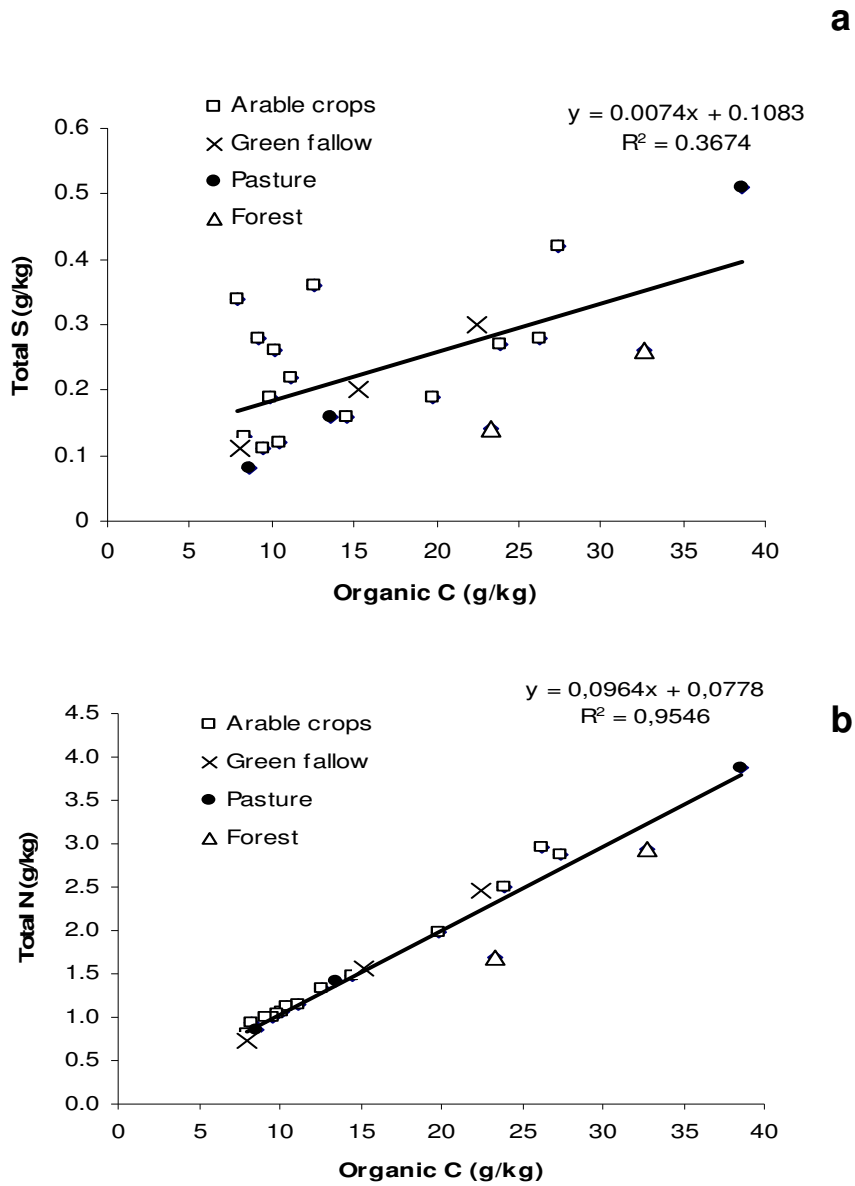 a
Arable crops
Green fallow
Pasture
Forest
y = 0.0074x + 0.1083
R² = 0.3674
0.6
0.5
0.4
0.3
0.2
0.1
0
Total S (g/kg)
0 5 10 15 20 25 30 35 40
Organic C (g/kg)
b
y = 0,0964x + 0,0778
R² = 0,9546
Arable crops
Green fallow
Pasture
Forest
4.5
4.0
3.5
3.0
2.5
2.0
1.5
1.0
0.5
0.0
Total N (g/kg)
0 5 10 15 20 25 30 35 40
Organic C (g/kg)